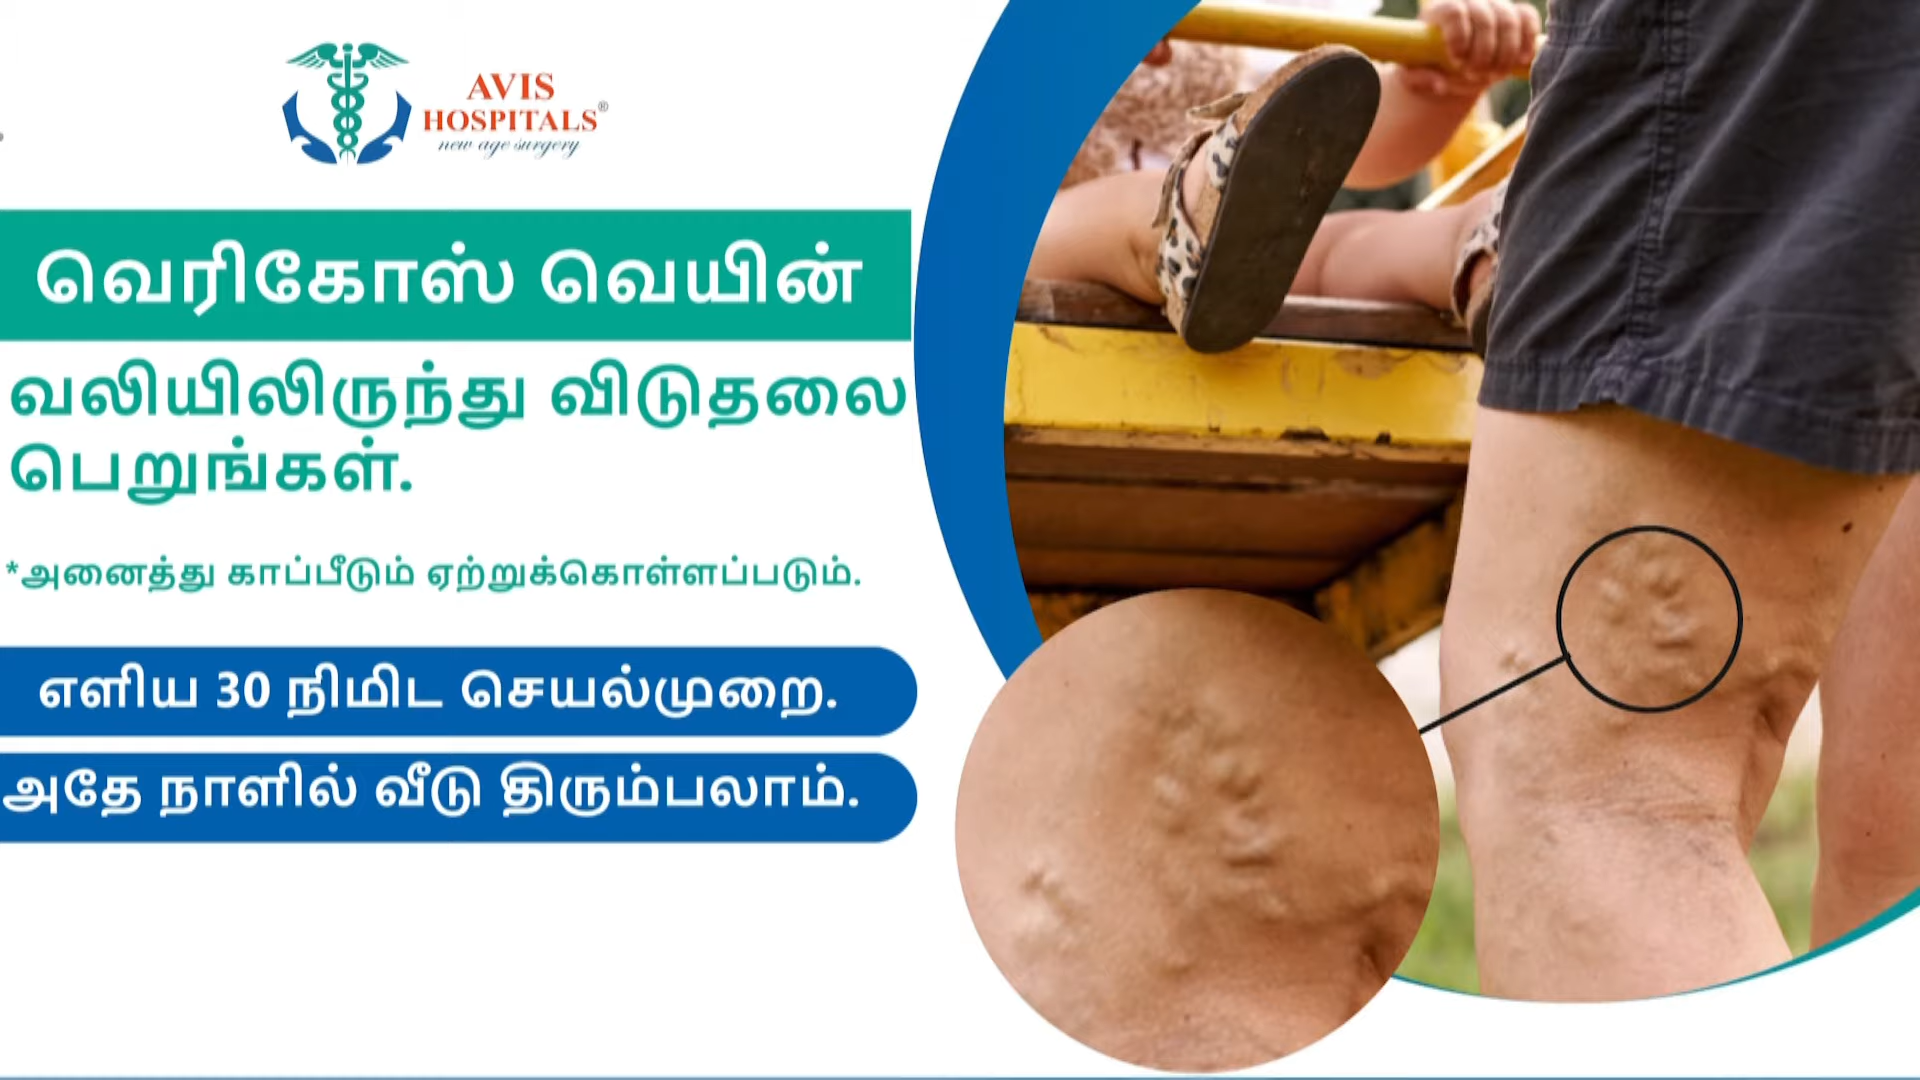 AVIS
HOSPITALS®
new age surgery
வெரிகோஸ் வெயின்
வலியிலிருந்து விடுதலை
பெறுங்கள்.
*அனைத்து காப்பீடும் ஏற்றுக்கொள்ளப்படும்.
எளிய 30 நிமிட செயல்முறை.
அதே நாளில் வீடு திரும்பலாம்.